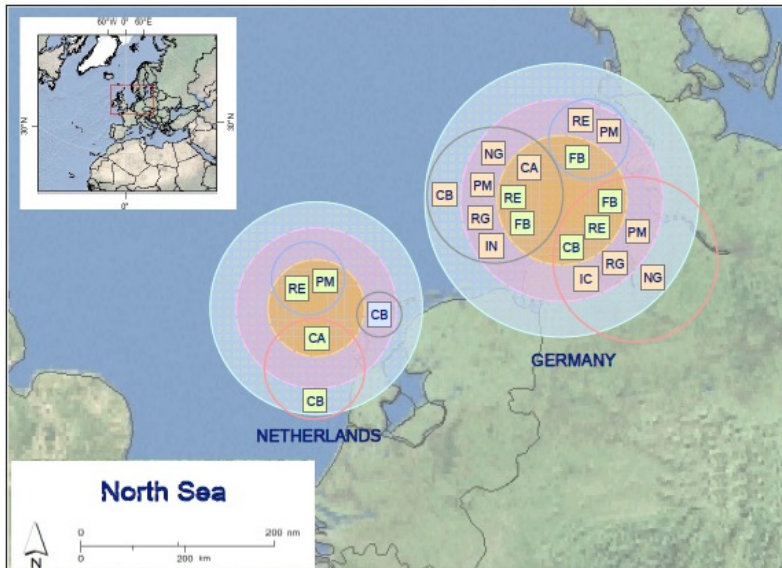 50°W 0° 60°E
30°N
30°N
0°
RE
PM
NG
CA
FB
CB
PM
RE
FB
RG
FB
RE
PM
IN
CB
RG
IC
NG
RE
PM
CB
CA
CB
GERMANY
NETHERLANDS
North Sea
0 200 nm
0 200
km
N